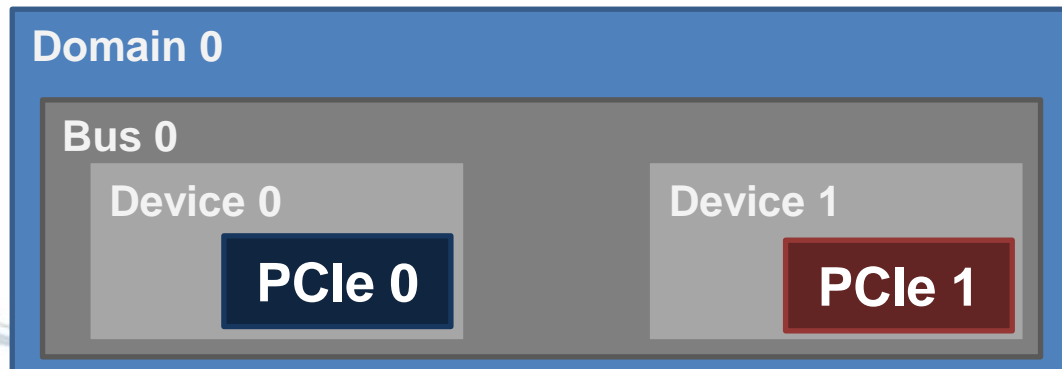 Domain 0
Bus 0
Device 0
Device 1
PCIe 0
PCIe 1